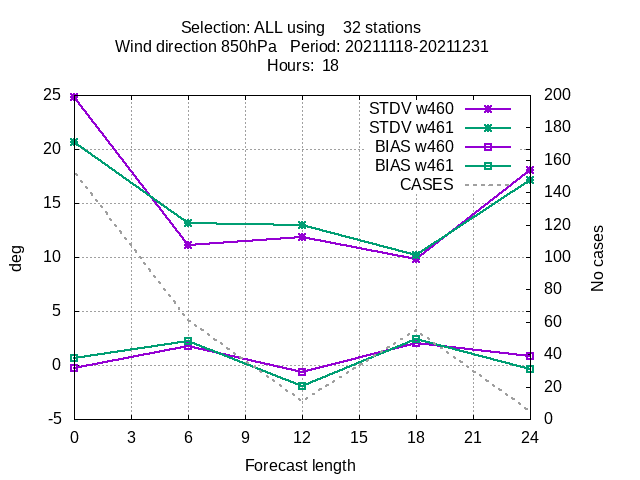 Selection: ALL using 32 stations
Wind direction 850hPa Period: 20211118-20211231
Hours: 18
25 200
STDV w460
180
STDV w461
20 BIAS w460 160
BIAS w461
CASES 140
15
120
deg 10 100 No cases
80
5 60
40
0
20
-5 0
0 3 6 9 12 15 18 21 24
Forecast length